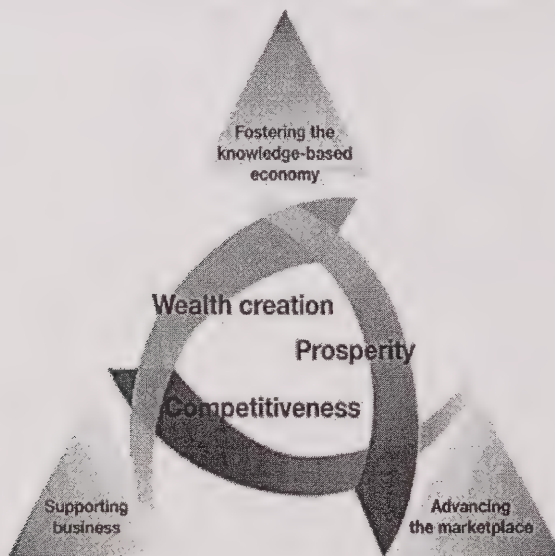 Fostering the
knowledge-based
economy
Wealth creation
Prosperity
Competitiveness
Supporting
business
Advancing
the marketplace